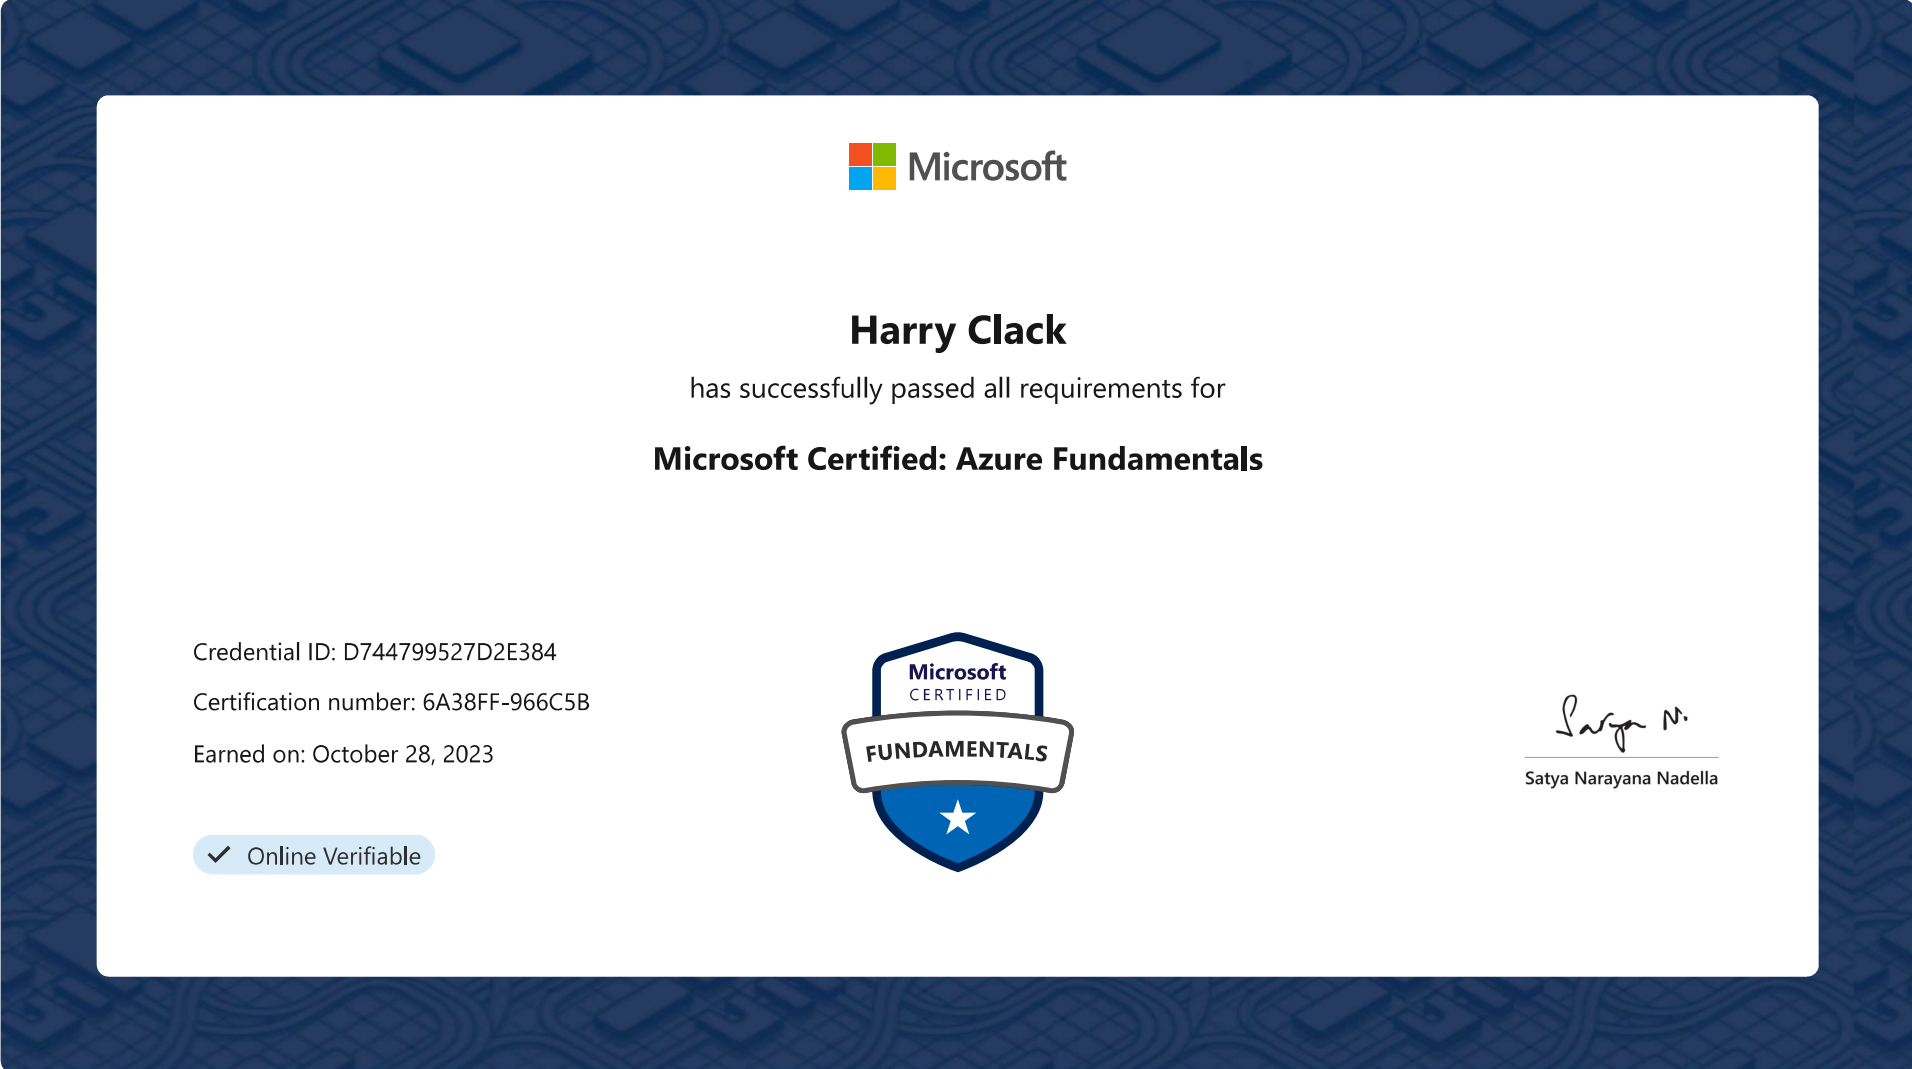 Microsoft
Harry Clack
has successfully passed all requirements for
Microsoft Certified: Azure Fundamentals
Credential ID: D744799527D2E384
Certification number: 6A38FF-966C5B
Earned on: October 28, 2023
Online Verifiable
Microsoft
CERTIFIED
FUNDAMENTALS
Satya N.
Satya Narayana Nadella